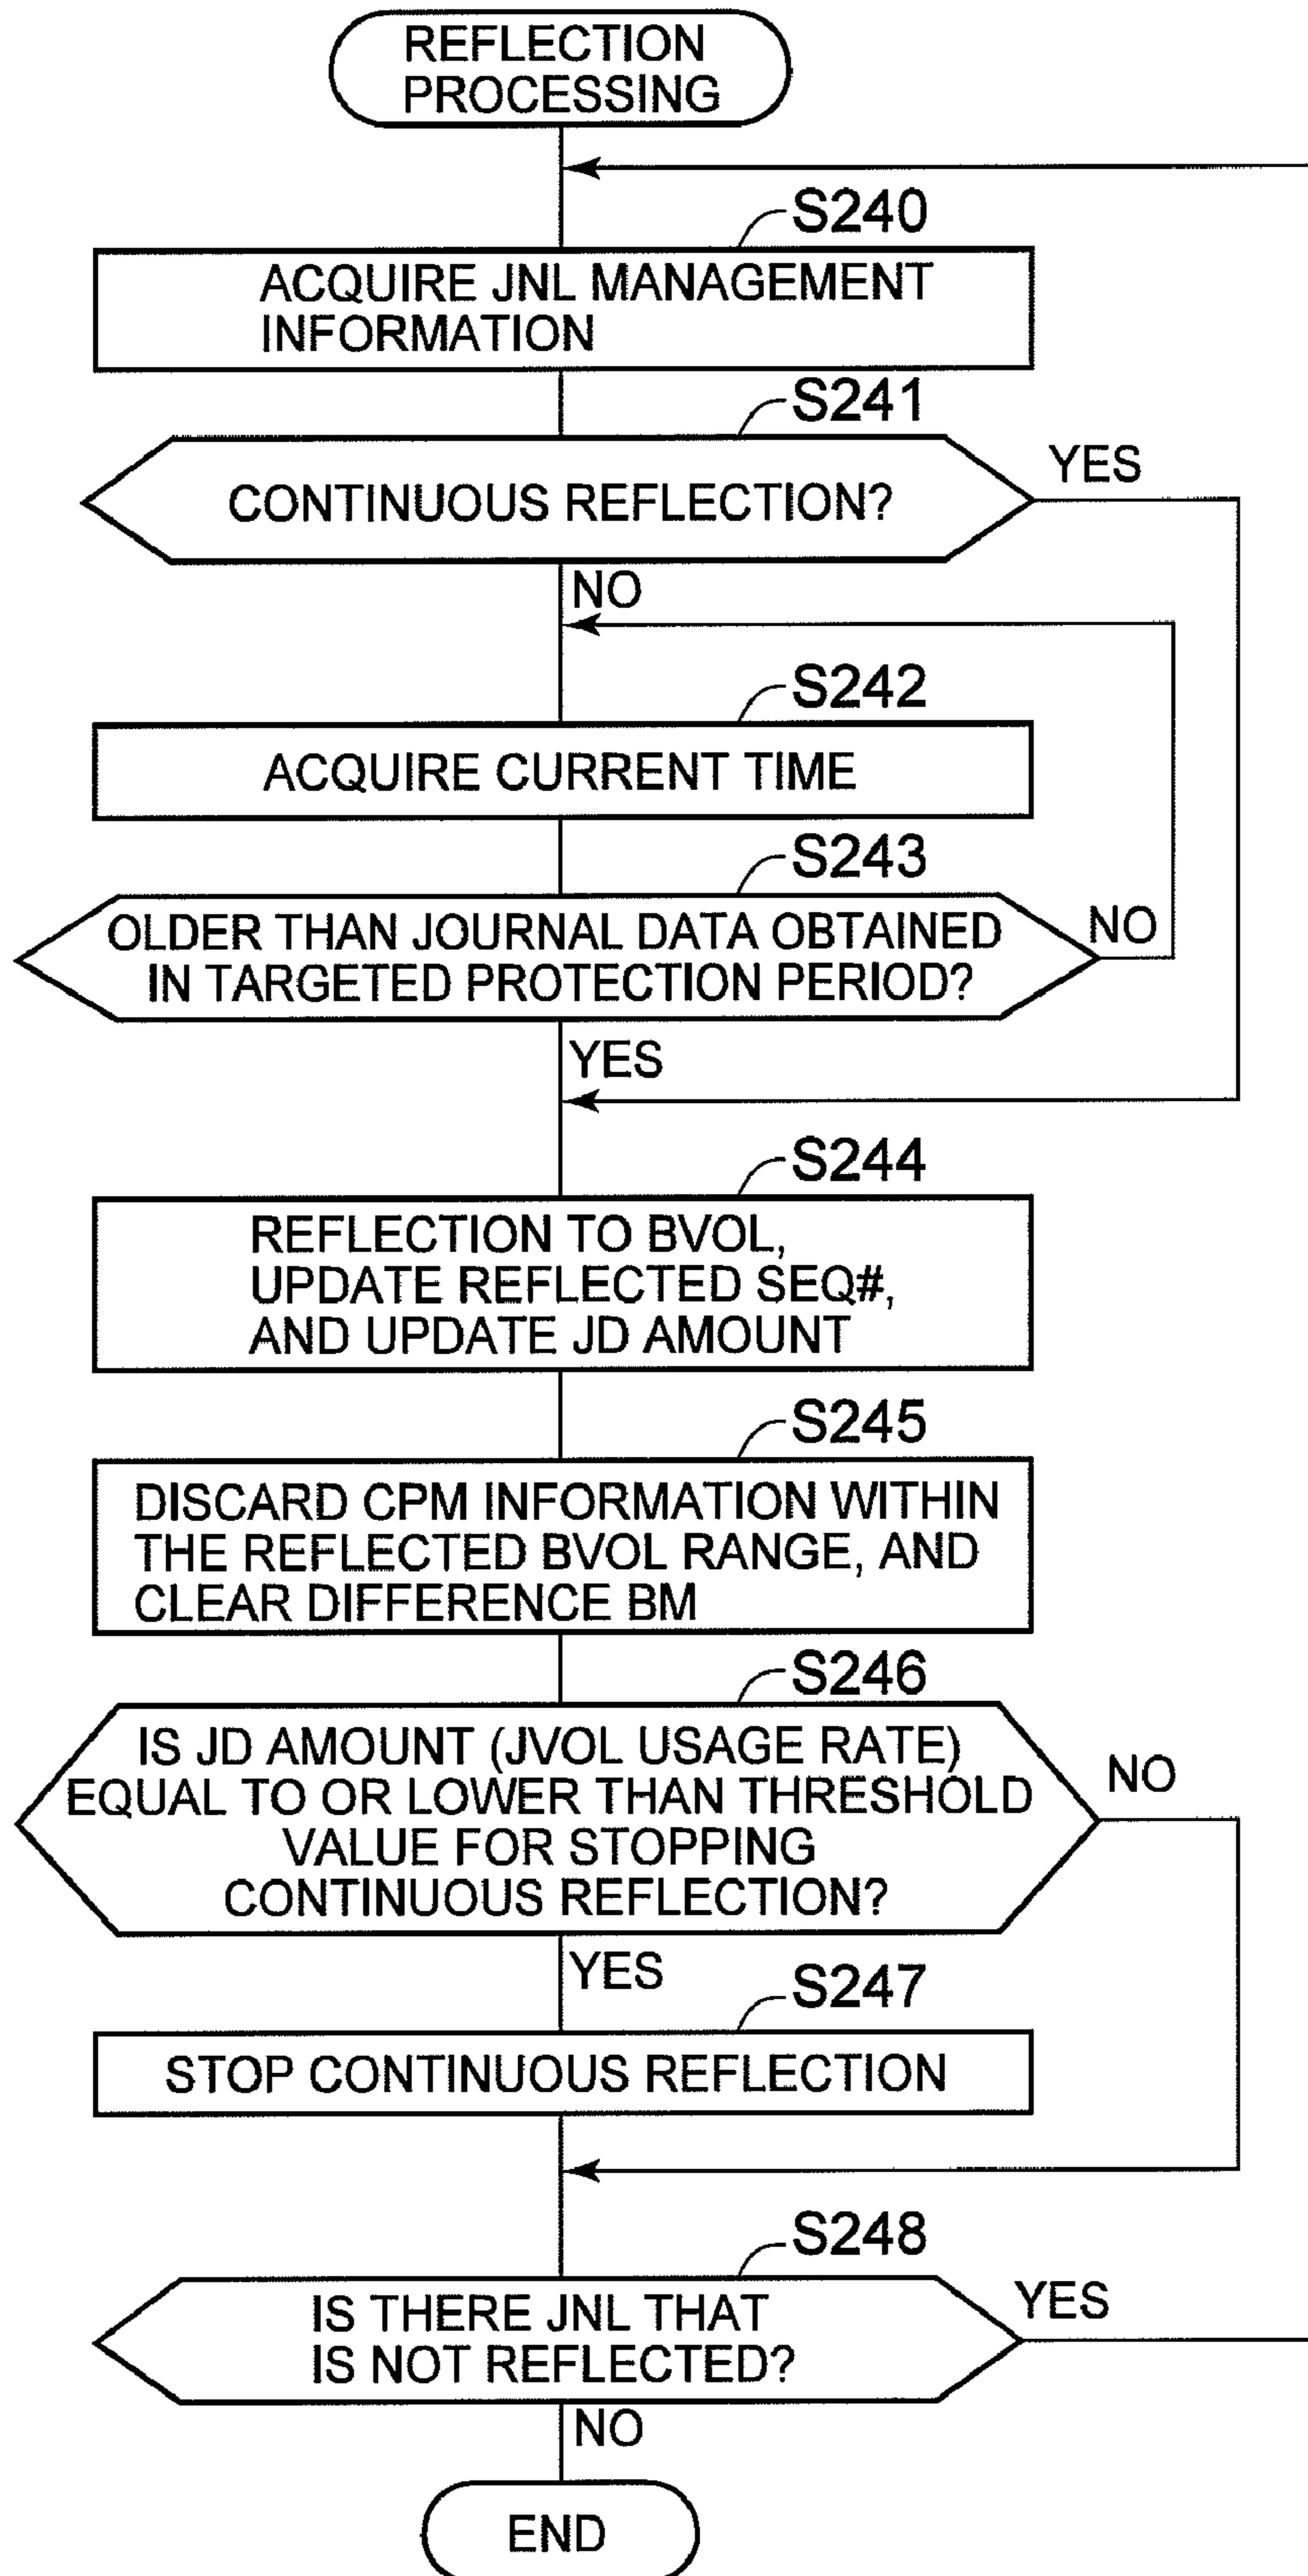 REFLECTION
PROCESSING
S240
ACQUIRE JNL MANAGEMENT
INFORMATION
S241
CONTINUOUS REFLECTION?
YES
NO
S242
ACQUIRE CURRENT TIME
S243
OLDER THAN JOURNAL DATA OBTAINED
IN TARGETED PROTECTION PERIOD?
NO
YES
S244
REFLECTION TO BVOL,
UPDATE REFLECTED SEQ#,
AND UPDATE JD AMOUNT
S245
DISCARD CPM INFORMATION WITHIN
THE REFLECTED BVOL RANGE, AND
CLEAR DIFFERENCE BM
S246
IS JD AMOUNT (JVOL USAGE RATE)
EQUAL TO OR LOWER THAN THRESHOLD
VALUE FOR STOPPING
CONTINUOUS REFLECTION?
NO
YES
S247
STOP CONTINUOUS REFLECTION
S248
IS THERE JNL THAT
IS NOT REFLECTED?
YES
NO
END